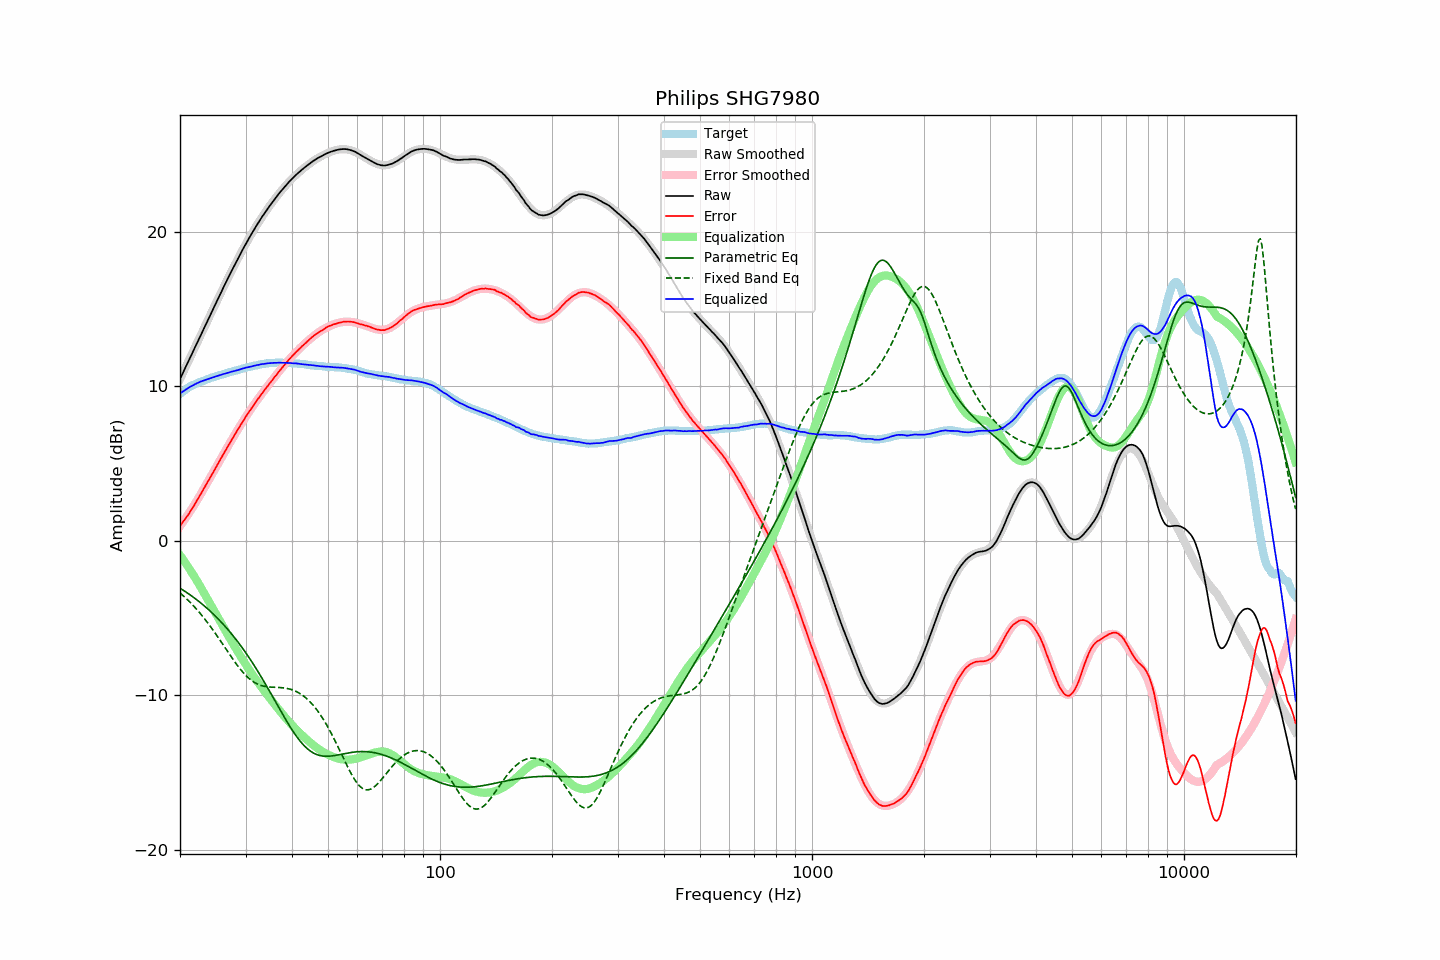 Philips SHG7980
Target
Raw Smoothed
Error Smoothed
Raw
Error
Equalization
Parametric Eq
Fixed Band Eq
Equalized
20
10
0
−10
−20
Amplitude (dBr)
100
1000
10000
Frequency (Hz)